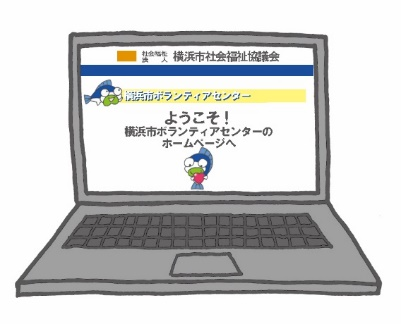 社会福祉
法 人
横浜市社会福祉協議会
横浜市ボランティアセンター
ようこそ！
横浜市ボランティアセンターの
ホームページへ